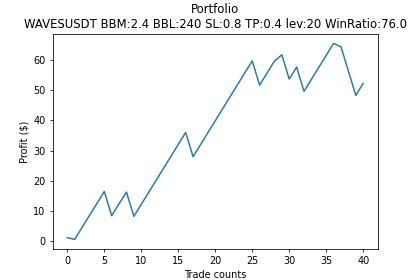 Portfolio
WAVESUSDT BBM:2.4 BBL:240 SL:0.8 TP:0.4 lev:20 WinRatio:76.0
60
50
40
30
20
10
0
Profit ($)
0 5 10 15 20 25 30 35 40
Trade counts